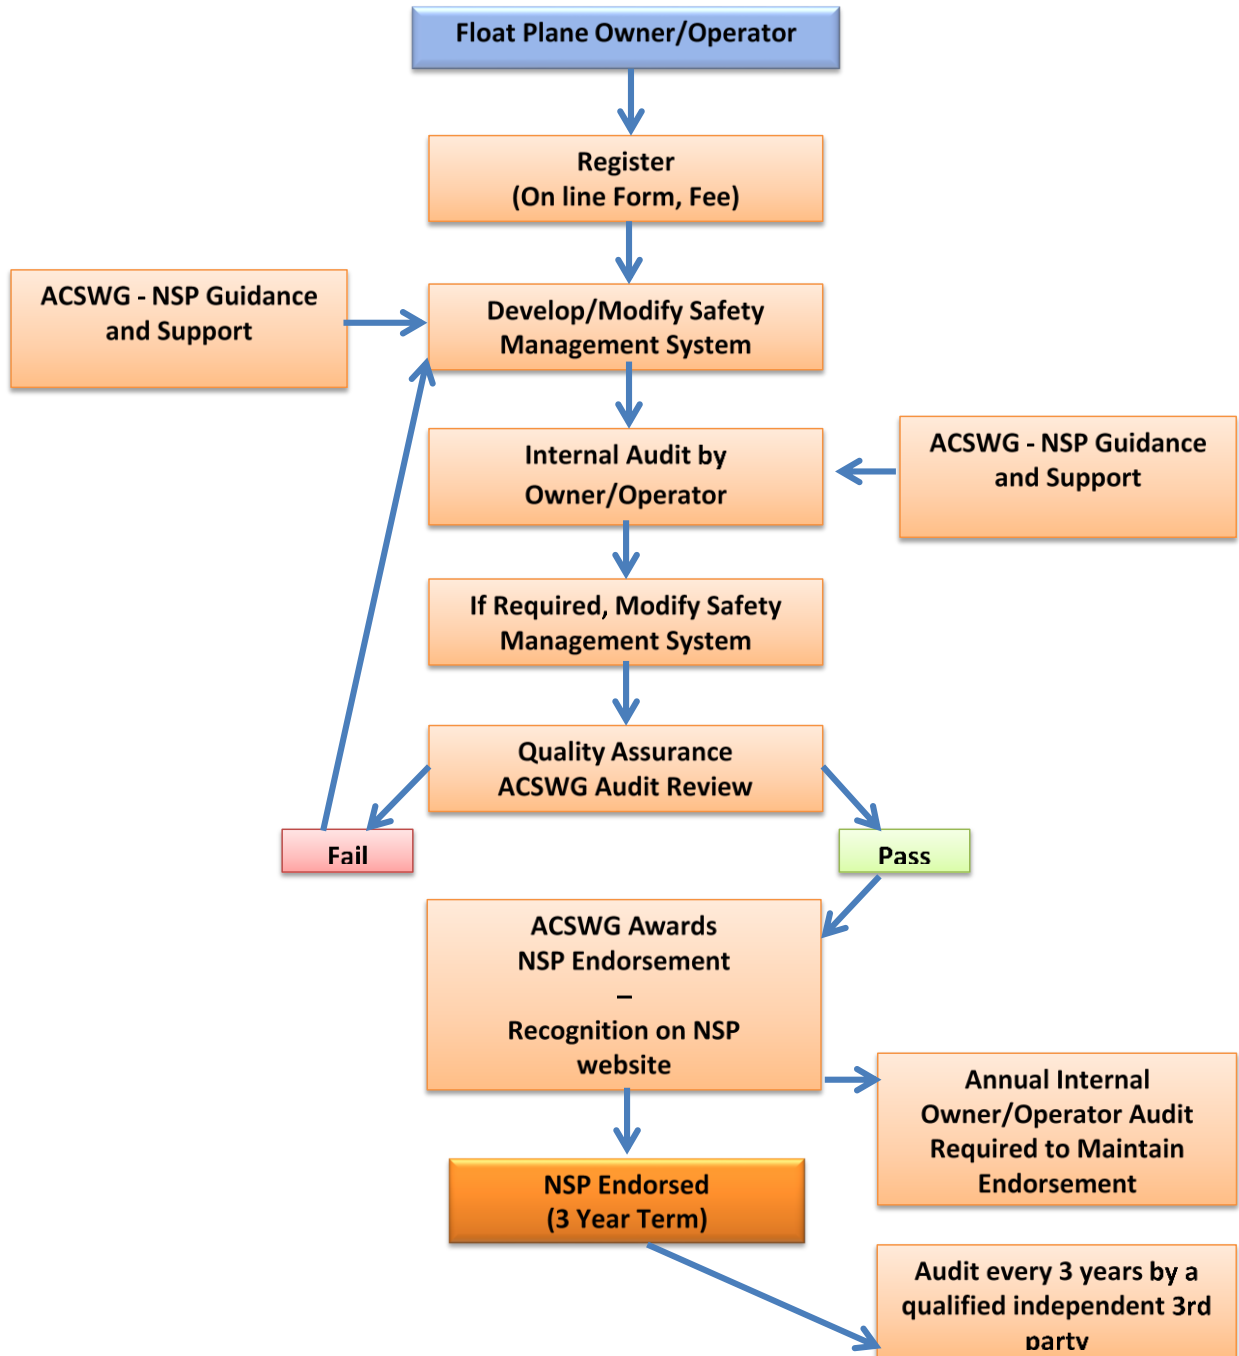 Float Plane Owner/Operator
Register
(On line Form, Fee)
ACSWG - NSP Guidance
and Support
Develop/Modify Safety
Management System
Internal Audit by
Owner/Operator
ACSWG - NSP Guidance
and Support
If Required, Modify Safety
Management System
Quality Assurance
ACSWG Audit Review
Fail
Pass
ACSWG Awards
NSP Endorsement
–
Recognition on NSP
website
Annual Internal
Owner/Operator Audit
Required to Maintain
Endorsement
NSP Endorsed
(3 Year Term)
Audit every 3 years by a
qualified independent 3rd
party